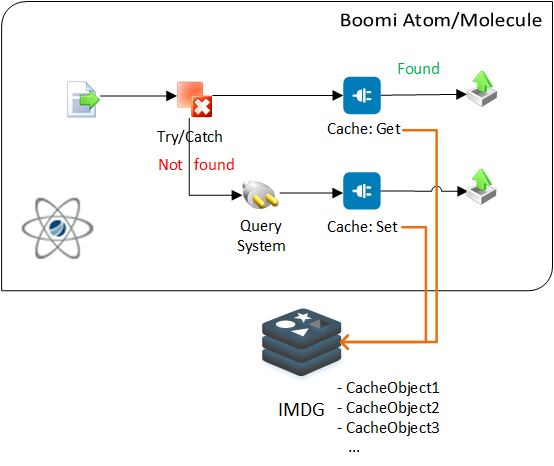 Boomi Atom/Molecule
Found
Try/Catch
Cache: Get
Not found
Query
System
Cache: Set
IMDG
- CacheObject1
- CacheObject2
- CacheObject3
...